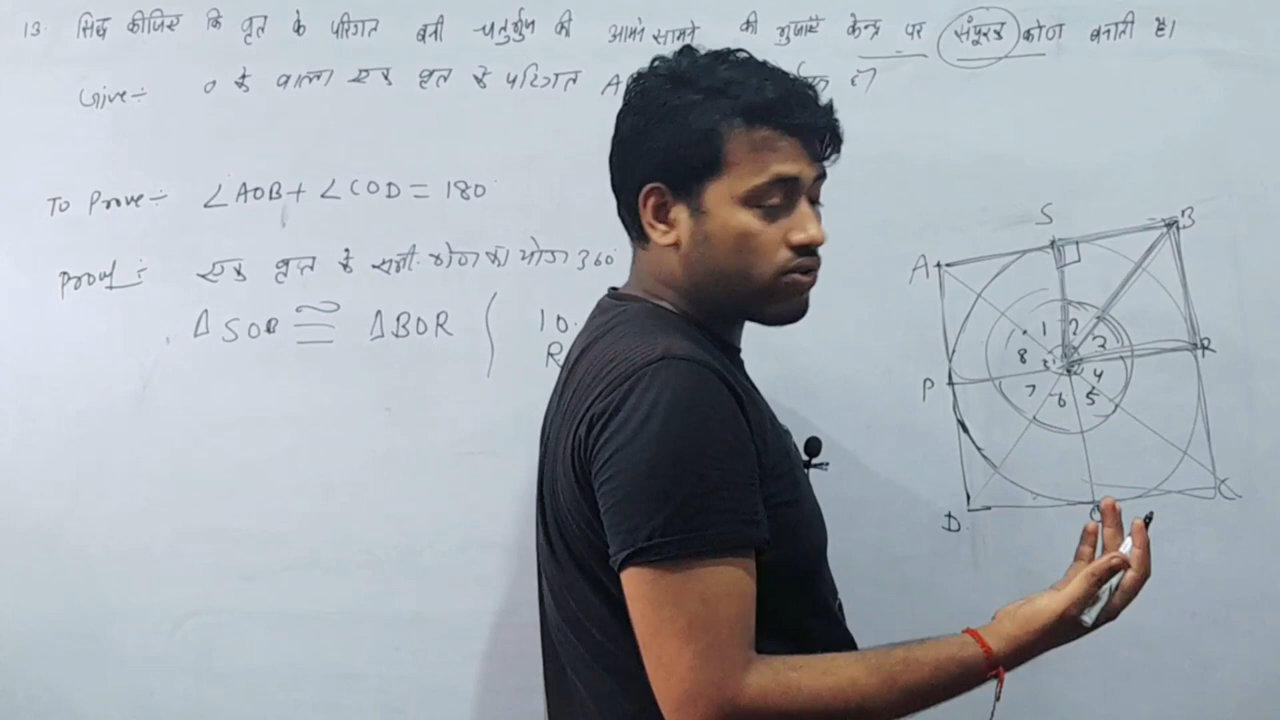 13. सिद्ध कीजिए कि वृत के परिगत बनी चतुर्भुज की आमने सामने की भुजाएँ केन्द्र पर संपूरक कोण बनाती है।
Give:- O के वाला एक वृत के परिगत A
To Prove:- ∠AOB + ∠COD = 180°
Proof:- एक वृत के सभी कोण का योग 360°
ΔSOB ≅ ΔBOR
10.
R
S
B
A
1 2
8 3
P R
7 4
6 5
C
D Q